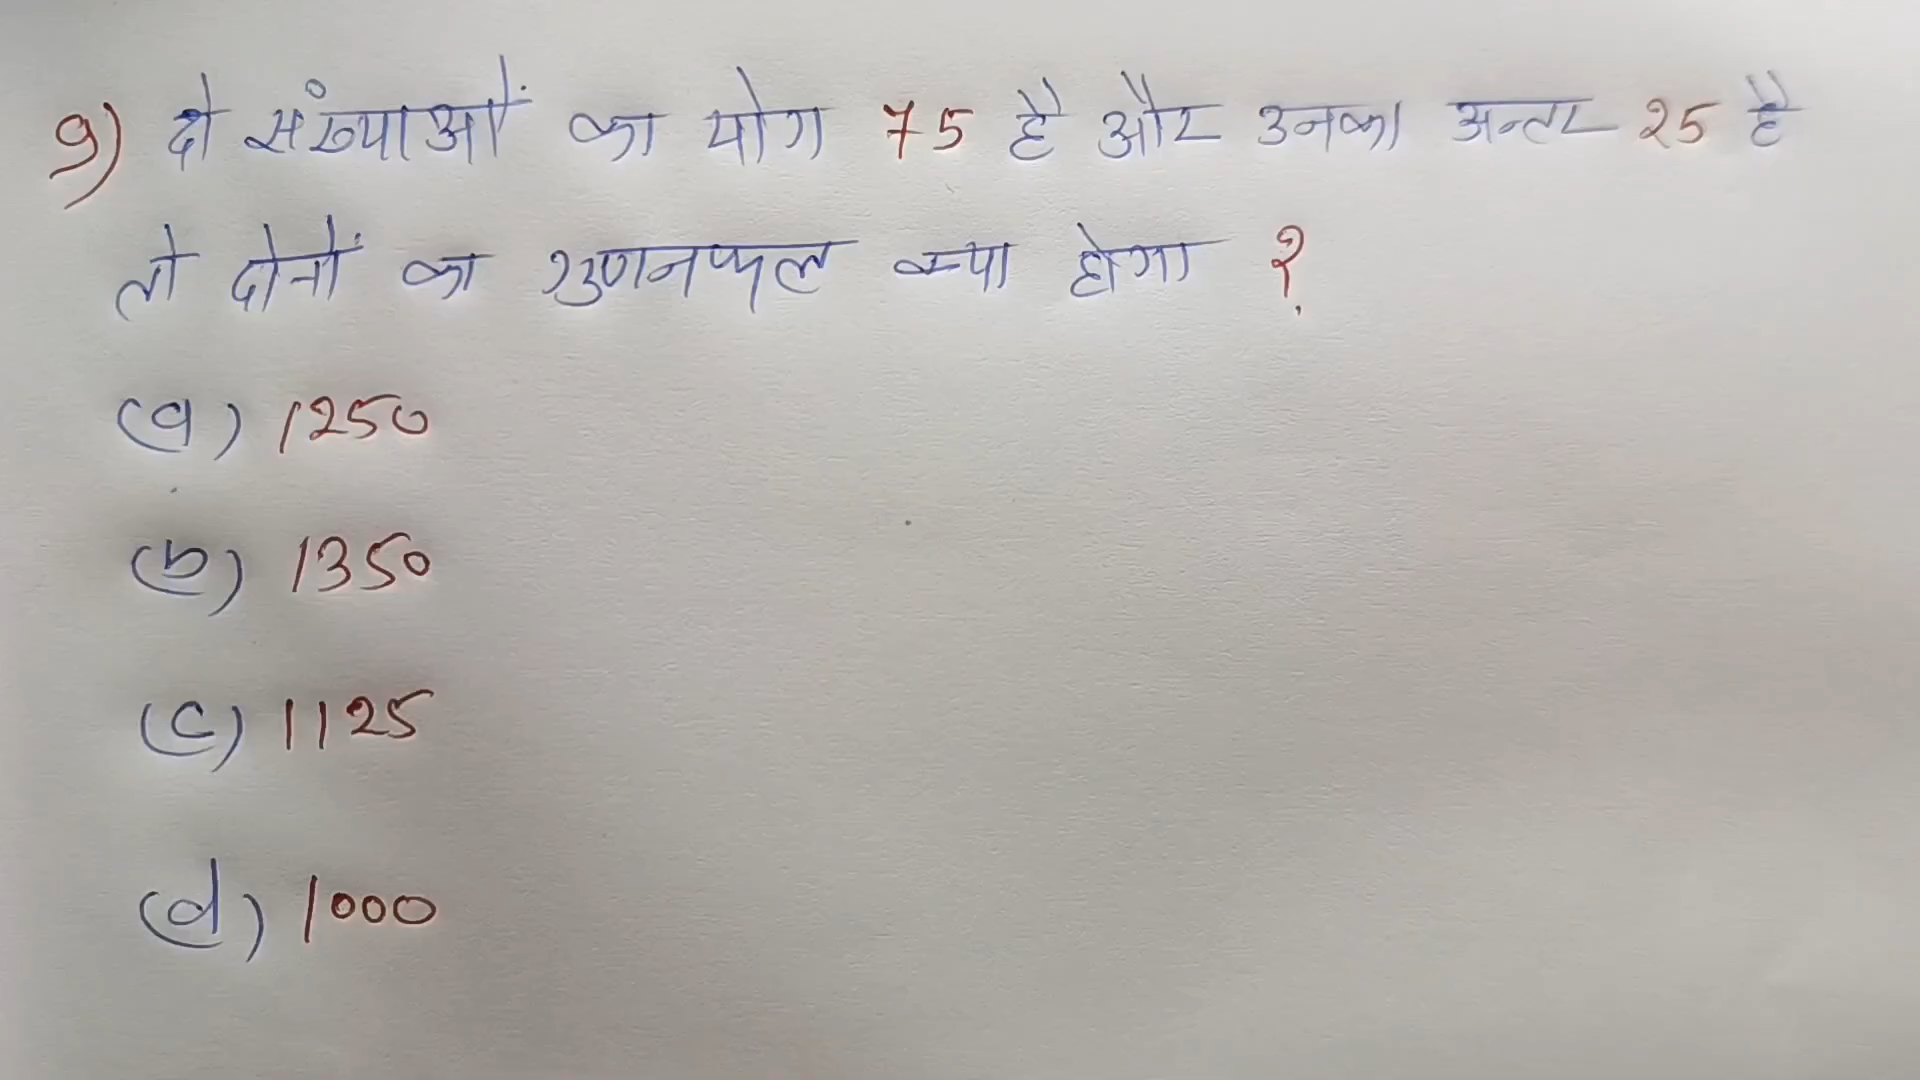 9) दो संख्याओं का योग 75 है और उनका अन्तर 25 है
तो दोनों का गुणनफल क्या होगा ?
(a) 1250
(b) 1350
(c) 1125
(d) 1000